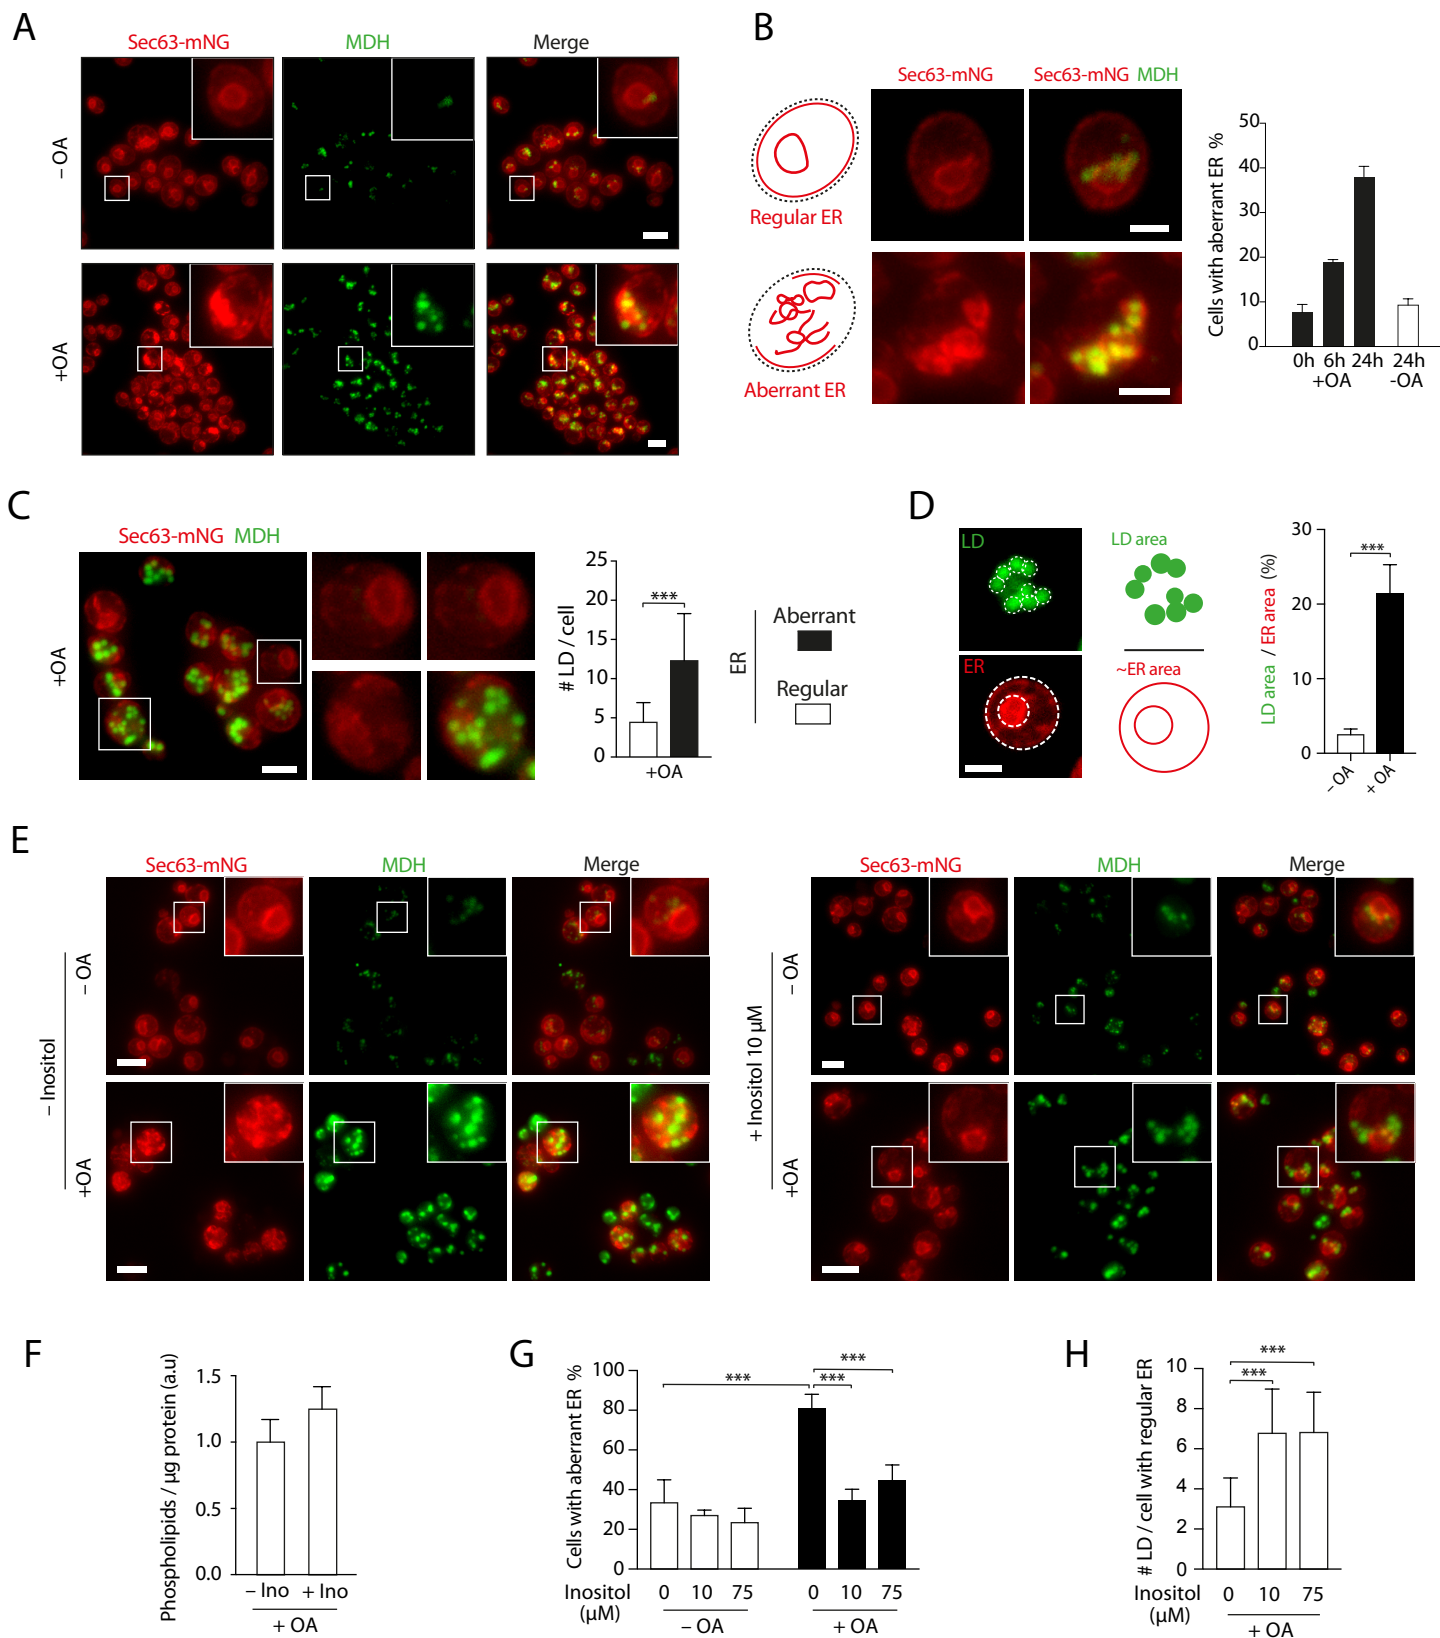 A
Sec63-mNG MDH Merge
– OA
+OA
B
Sec63-mNG Sec63-mNG MDH
Regular ER
Aberrant ER
Cells with aberrant ER %
50
40
30
20
10
0
0h 6h 24h 24h
+OA -OA
C
Sec63-mNG MDH
+OA
# LD / cell
25
20
15
10
5
0
***
+OA
ER
Aberrant
Regular
D
LD
ER
LD area
~ER area
LD area / ER area (%)
30
20
10
0
***
– OA + OA
E
Sec63-mNG MDH Merge
– Inositol
– OA
+OA
Sec63-mNG MDH Merge
+ Inositol 10 µM
– OA
+OA
F
Phospholipids / µg protein (a.u)
1.5
1.0
0.5
0.0
– Ino + Ino
+ OA
G
Cells with aberrant ER %
100
80
60
40
20
0
***
***
***
Inositol 0 10 75 0 10 75
(µM)
– OA + OA
H
# LD / cell with regular ER
10
8
6
4
2
0
***
***
Inositol 0 10 75
(µM)
+ OA